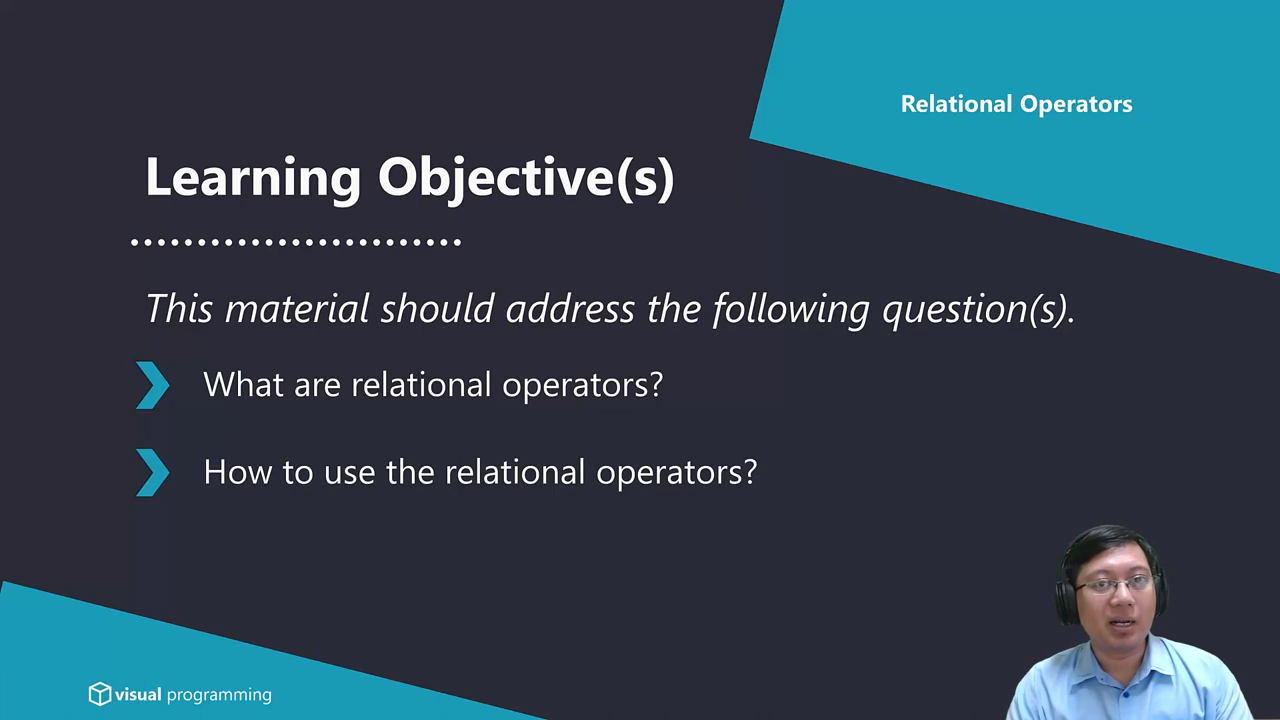 Relational Operators
Learning Objective(s)
This material should address the following question(s).
What are relational operators?
How to use the relational operators?
visual programming